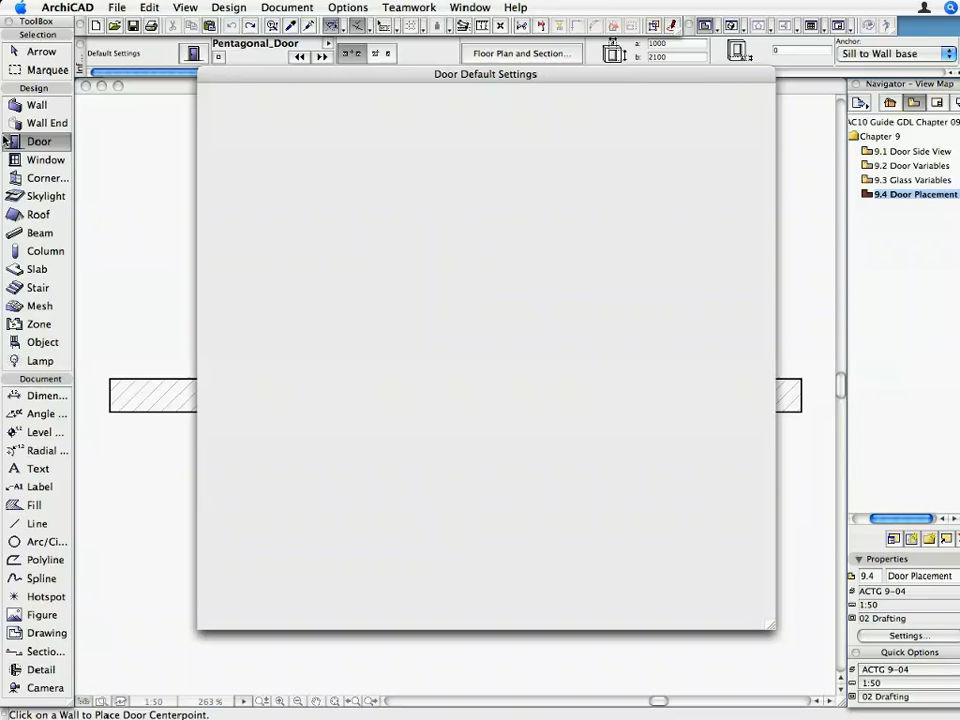 ArchiCAD File Edit View Design Document Options Teamwork Window Help
ToolBox
Selection
Arrow
Marquee
Design
Wall
Wall End
Door
Window
Corner...
Skylight
Roof
Beam
Column
Slab
Stair
Mesh
Zone
Object
Lamp
Document
Dimen...
Angle ...
Level ...
Radial ...
Text
Label
Fill
Line
Arc/Ci...
Polyline
Spline
Hotspot
Figure
Drawing
Sectio...
Detail
Camera
Default Settings
Pentagonal_Door
Floor Plan and Section...
a: 1000
b: 2100
0
Anchor:
Sill to Wall base
Door Default Settings
Navigator - View Map
AC10 Guide GDL Chapter 09
Chapter 9
9.1 Door Side View
9.2 Door Variables
9.3 Glass Variables
9.4 Door Placement
Properties
9.4 Door Placement
ACTG 9-04
1:50
02 Drafting
Settings...
Quick Options
ACTG 9-04
1:50
02 Drafting
1:50 263 %
Click on a Wall to Place Door Centerpoint.